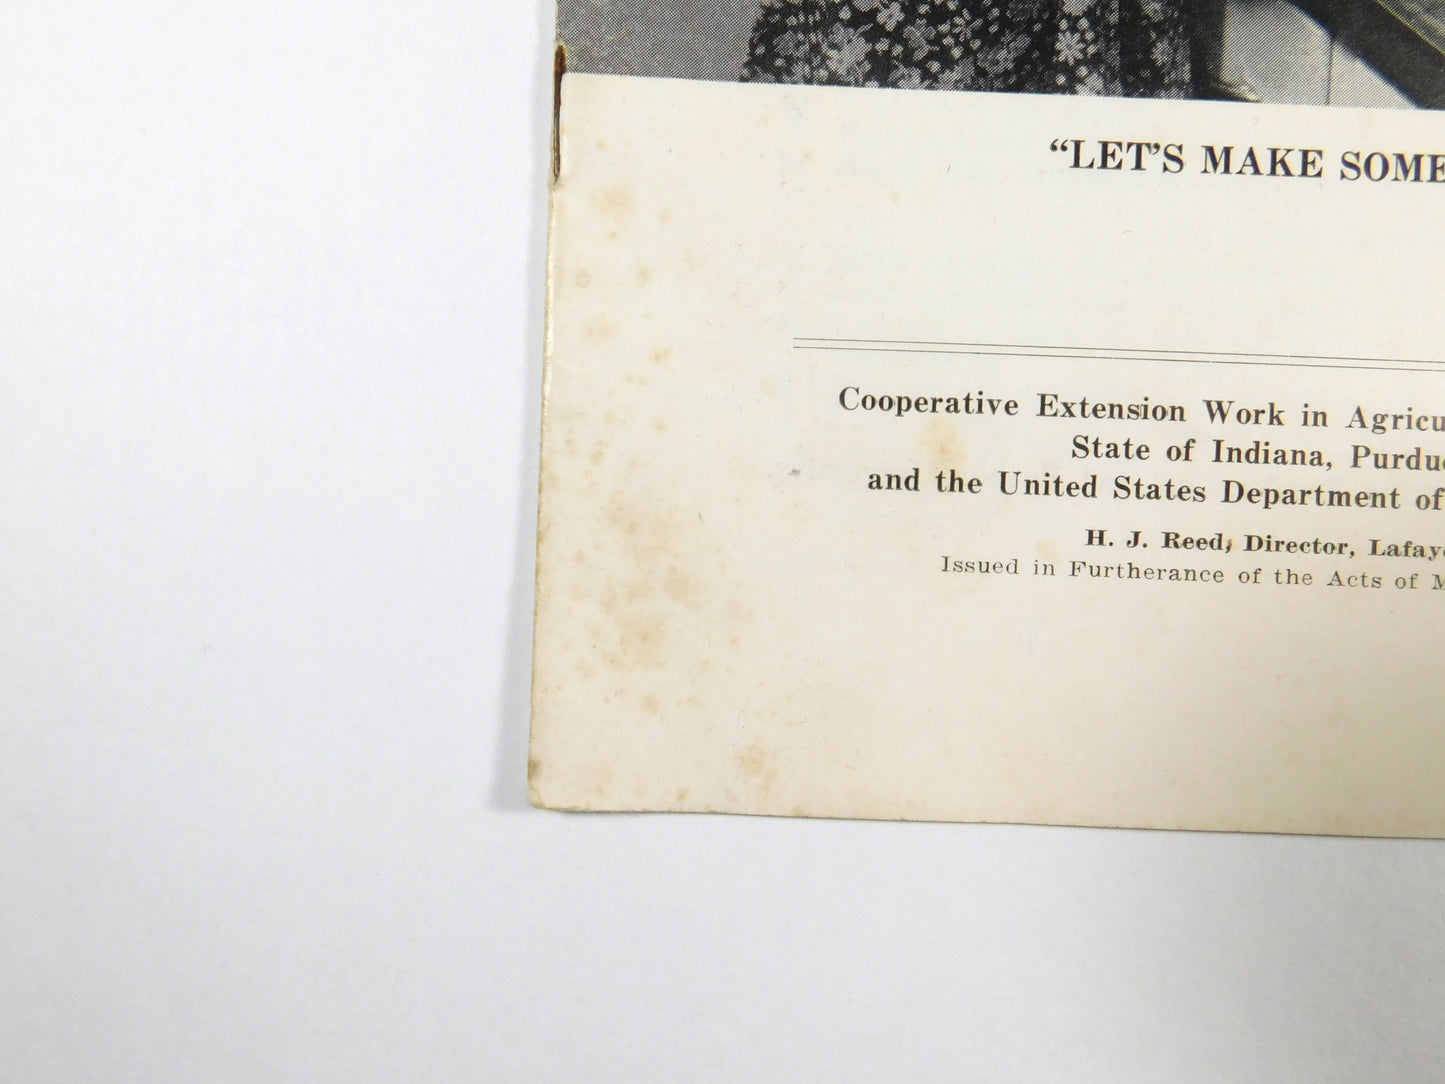 “LET’S MAKE SOME
Cooperative Extension Work in Agricu
State of Indiana, Purdu
and the United States Department of
H. J. Reed, Director, Lafay
Issued in Furtherance of the Acts of M